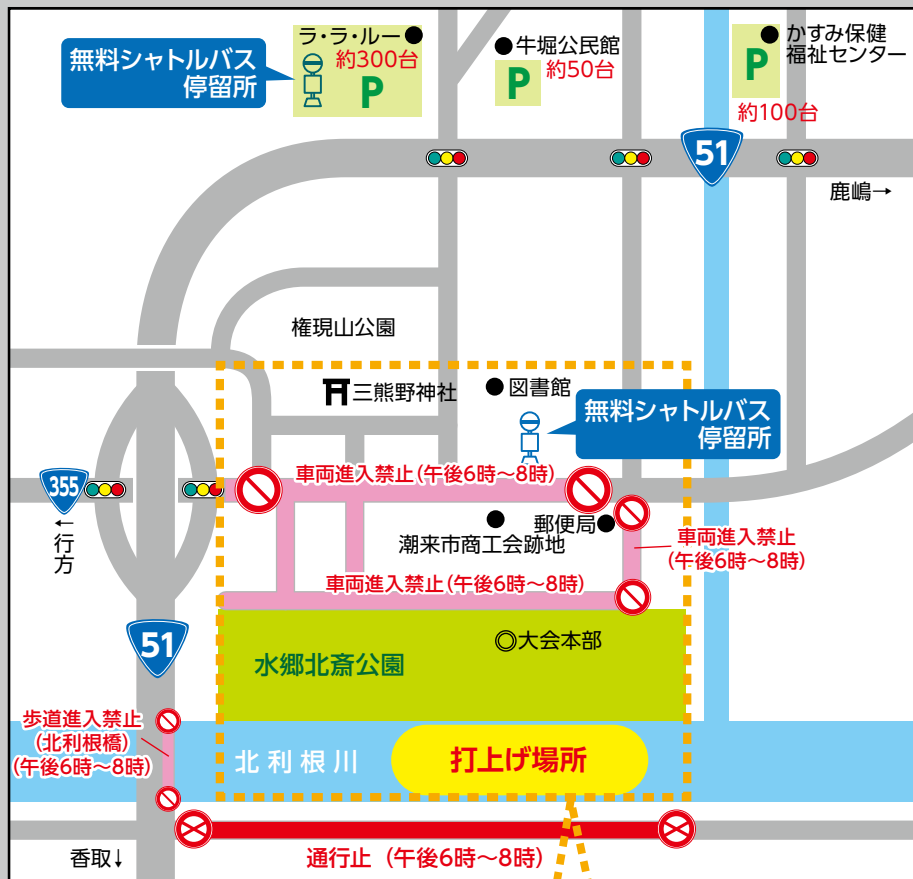 無料シャトルバス
停留所
ラ・ラ・ルー
約300台
P
牛堀公民館
約50台
P
かすみ保健
福祉センター
P
約100台
51
鹿嶋→
権現山公園
三熊野神社
図書館
無料シャトルバス
停留所
355
←行方
車両進入禁止(午後6時〜8時)
郵便局
潮来市商工会跡地
車両進入禁止
(午後6時〜8時)
車両進入禁止(午後6時〜8時)
51
◎大会本部
水郷北斎公園
歩道進入禁止
(北利根橋)
(午後6時〜8時)
北利根川
打上げ場所
香取↓
通行止（午後6時〜8時）